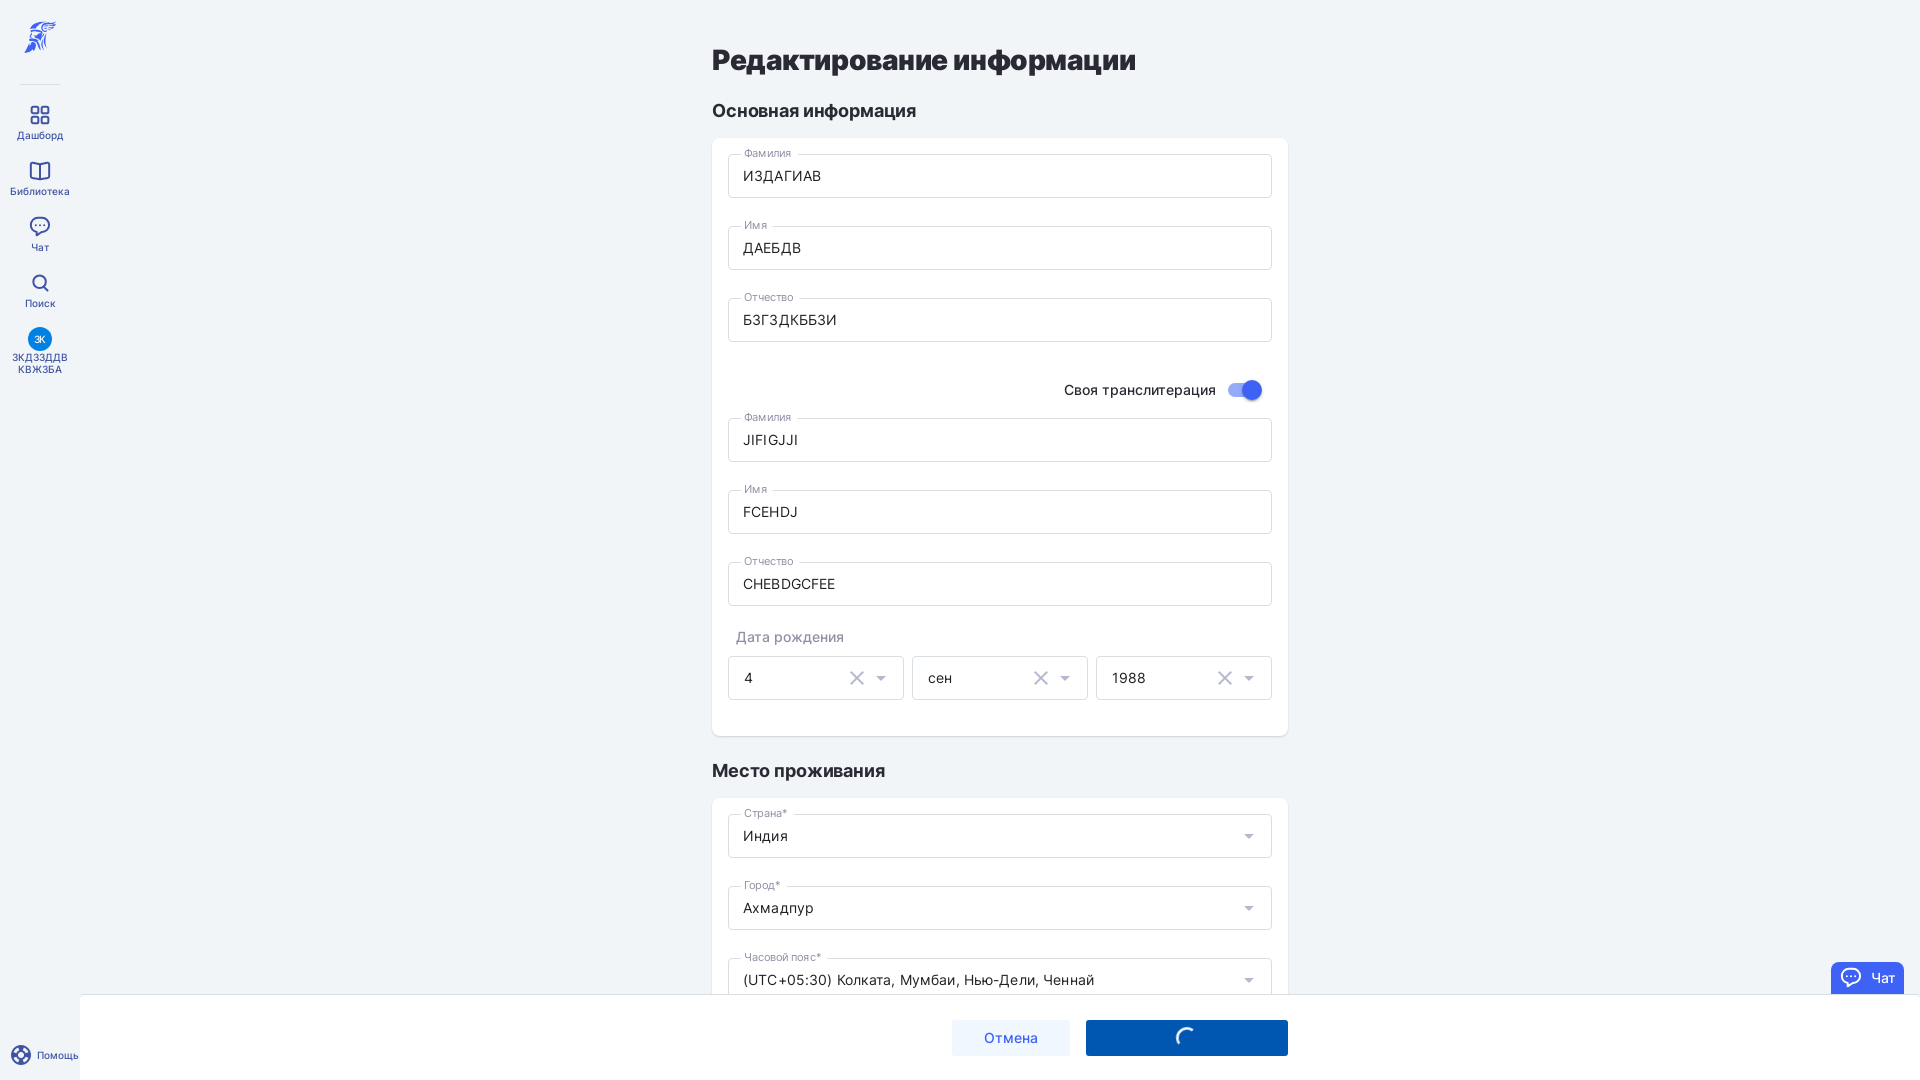 Дашборд
Библиотека
Чат
Поиск
ЗК
ЗКДЗЗДДВ
КВЖЗБА
Помощь
Редактирование информации
Основная информация
Фамилия
ИЗДАГИАВ
Имя
ДАЕБДВ
Отчество
БЗГЗДКББЗИ
Своя транслитерация
Фамилия
JIFIGJJI
Имя
FCEHDJ
Отчество
CHEBDGCFEE
Дата рождения
4 сен 1988
Место проживания
Страна*
Индия
Город*
Ахмадпур
Часовой пояс*
(UTC+05:30) Колката, Мумбаи, Нью-Дели, Ченнай
Чат
Отмена